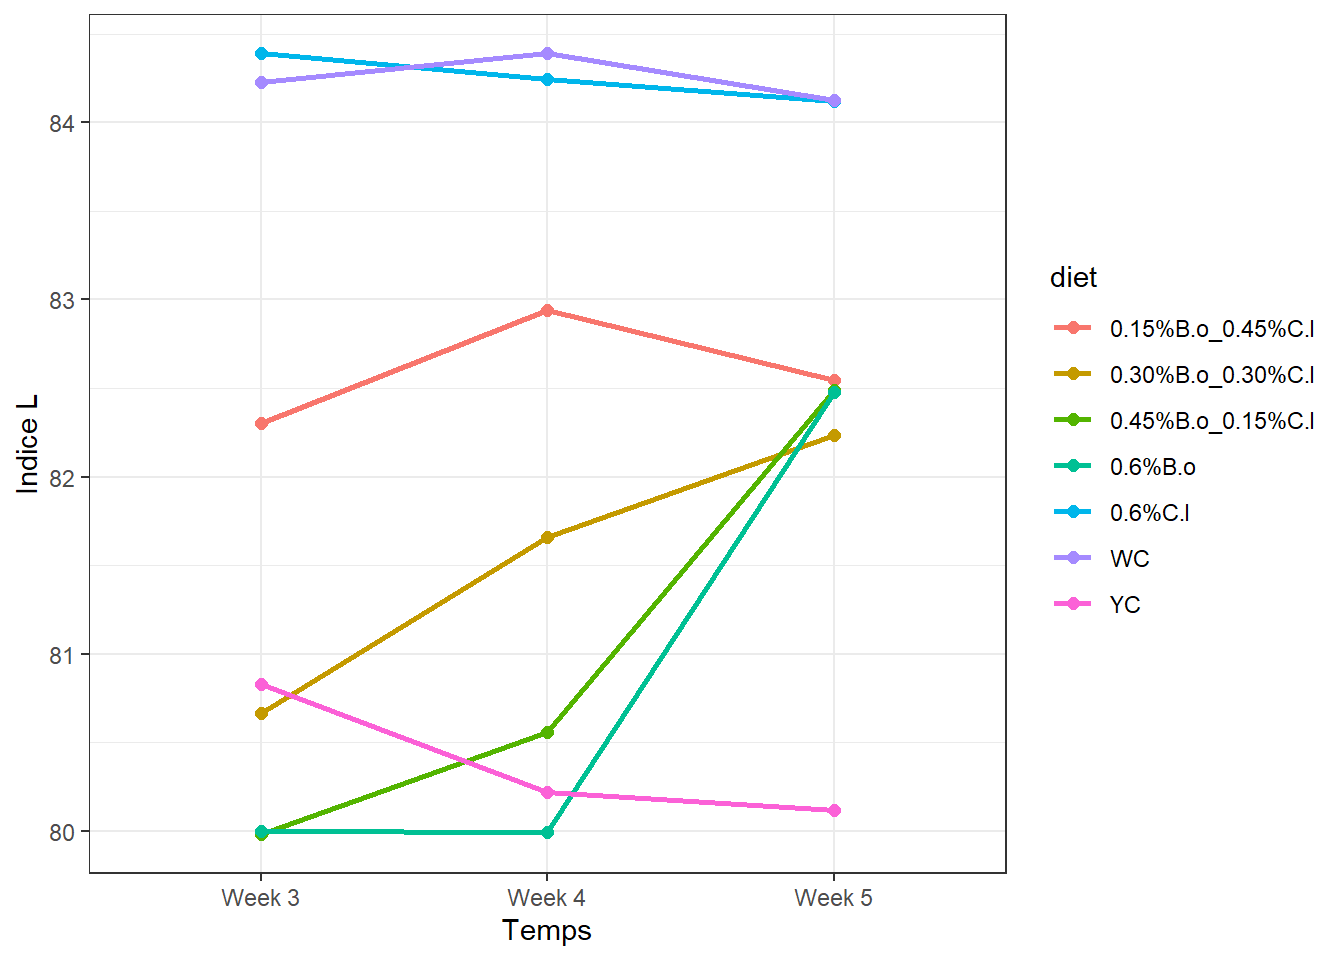 84
83
82
81
80
Indice L
Week 3
Week 4
Week 5
Temps
diet
0.15%B.o_0.45%C.l
0.30%B.o_0.30%C.l
0.45%B.o_0.15%C.l
0.6%B.o
0.6%C.l
WC
YC